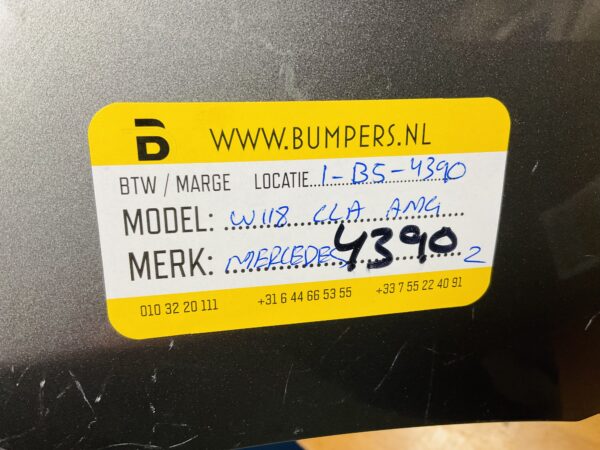 WWW.BUMPERS.NL
BTW / MARGE LOCATIE...1-B5-4390
MODEL: W118 CLA AMG
MERK: MERCEDES 4390 2
010 32 20 111 +31 6 44 66 53 55 +33 7 55 22 40 91